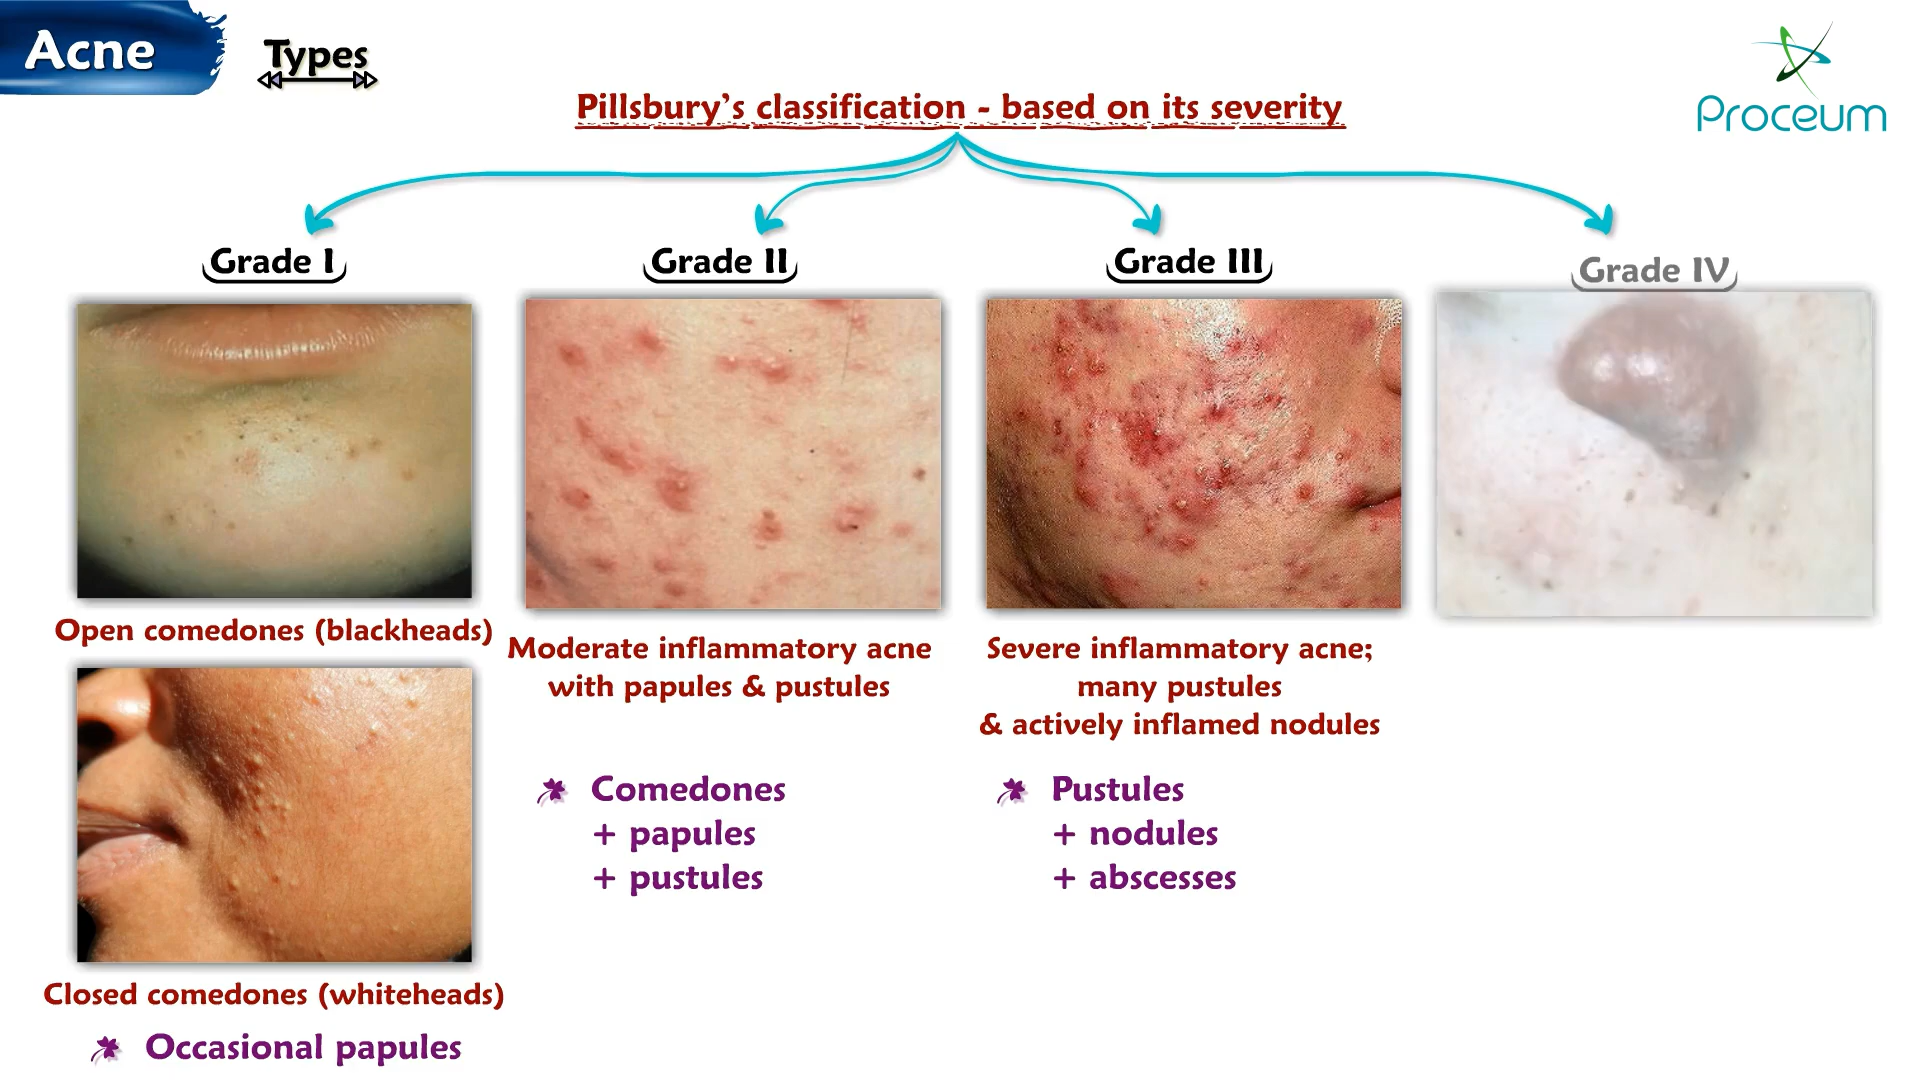 Acne
Types
Pillsbury's classification - based on its severity
Proceum
Grade I
Grade II
Grade III
Grade IV
Open comedones (blackheads)
Closed comedones (whiteheads)
Occasional papules
Moderate inflammatory acne
with papules & pustules
Comedones
+ papules
+ pustules
Severe inflammatory acne;
many pustules
& actively inflamed nodules
Pustules
+ nodules
+ abscesses